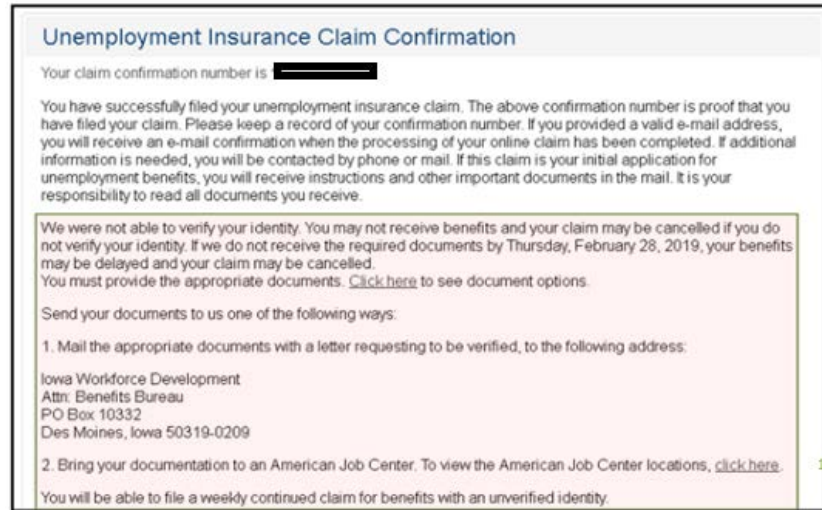 Unemployment Insurance Claim Confirmation
Your claim confirmation number is
You have successfully filed your unemployment insurance claim. The above confirmation number is proof that you
have filed your claim. Please keep a record of your confirmation number. If you provided a valid e-mail address,
you will receive an e-mail confirmation when the processing of your online claim has been completed. If additional
information is needed, you will be contacted by phone or mail. If this claim is your initial application for
unemployment benefits, you will receive instructions and other important documents in the mail. It is your
responsibility to read all documents you receive.
We were not able to verify your identity. You may not receive benefits and your claim may be cancelled if you do
not verify your identity. If we do not receive the required documents by Thursday, February 28, 2019, your benefits
may be delayed and your claim may be cancelled.
You must provide the appropriate documents. Click here to see document options.
Send your documents to us one of the following ways:
1. Mail the appropriate documents with a letter requesting to be verified, to the following address:
Iowa Workforce Development
Attn: Benefits Bureau
PO Box 10332
Des Moines, Iowa 50319-0209
2. Bring your documentation to an American Job Center. To view the American Job Center locations, click here.
You will be able to file a weekly continued claim for benefits with an unverified identity.